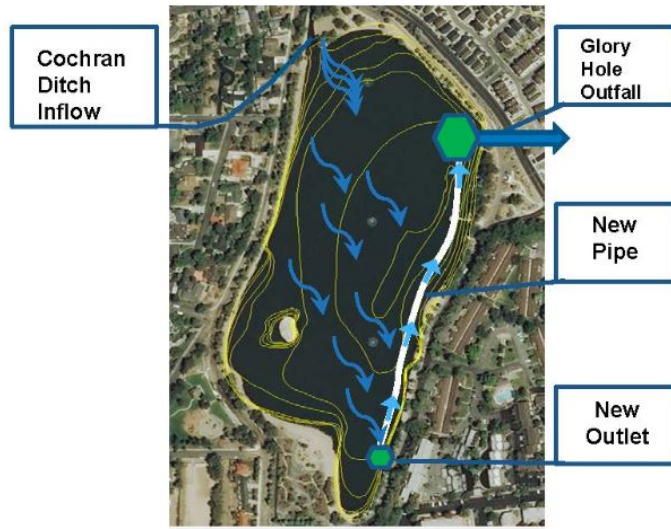 Cochran
Ditch
Inflow
Glory
Hole
Outfall
New
Pipe
New
Outlet